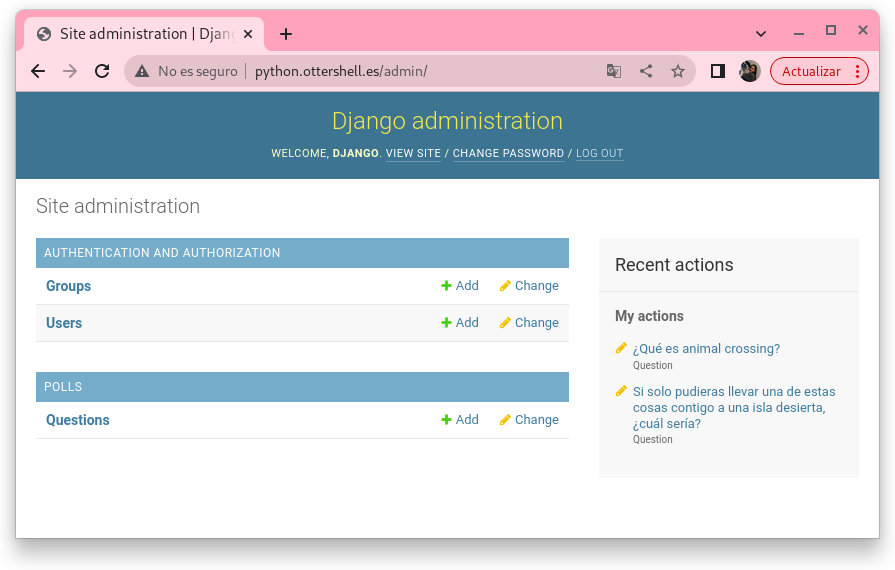 Site administration | Djan
No es seguro | python.ottershell.es/admin/
Actualizar
Django administration
WELCOME, DJANGO. VIEW SITE / CHANGE PASSWORD / LOG OUT
Site administration
AUTHENTICATION AND AUTHORIZATION
Groups Add Change
Users Add Change
POLLS
Questions Add Change
Recent actions
My actions
¿Qué es animal crossing?
Question
Si solo pudieras llevar una de estas
cosas contigo a una isla desierta,
¿cuál sería?
Question